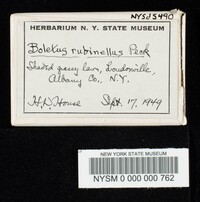 NYSd5490
HERBARIUM N. Y. STATE MUSEUM
Boletus rubinellus Peck
Shaded grassy lawn, Loudonville,
Albany Co., N.Y.
H.D. House Sept. 17, 1949
NEW YORK STATE MUSEUM
NYSM 0 000 000 762